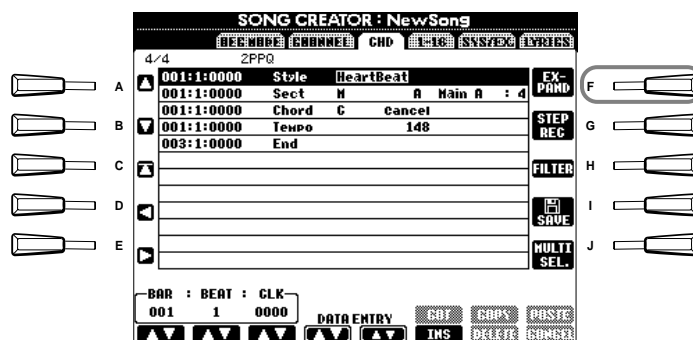 SONG CREATOR : NewSong
REC MODE CHANNEL CHD 1-16 SYS/EX. LYRICS
4/4 2PPQ
001:1:0000 Style HeartBeat
001:1:0000 Sect M A Main A : 4
001:1:0000 Chord C Cancel
001:1:0000 Tempo 148
003:1:0000 End
EX-
PAND
STEP
REC
FILTER
SAVE
MULTI
SEL.
A
B
C
D
E
F
G
H
I
J
BAR : BEAT : CLK
001 1 0000
DATA ENTRY
CUT COPY PASTE
INS DELETE CANCEL